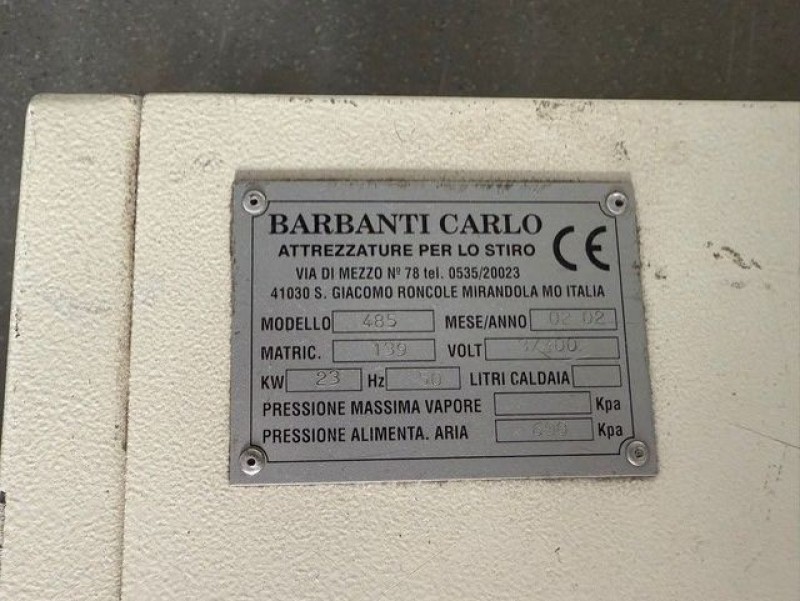 BARBANTI CARLO
ATTREZZATURE PER LO STIRO
CE
VIA DI MEZZO Nº 78 tel. 0535/20023
41030 S. GIACOMO RONCOLE MIRANDOLA MO ITALIA
MODELLO 485 MESE/ANNO 02 02
MATRIC. 139 VOLT
KW 23 Hz 50 LITRI CALDAIA
PRESSIONE MASSIMA VAPORE Kpa
PRESSIONE ALIMENTA. ARIA Kpa